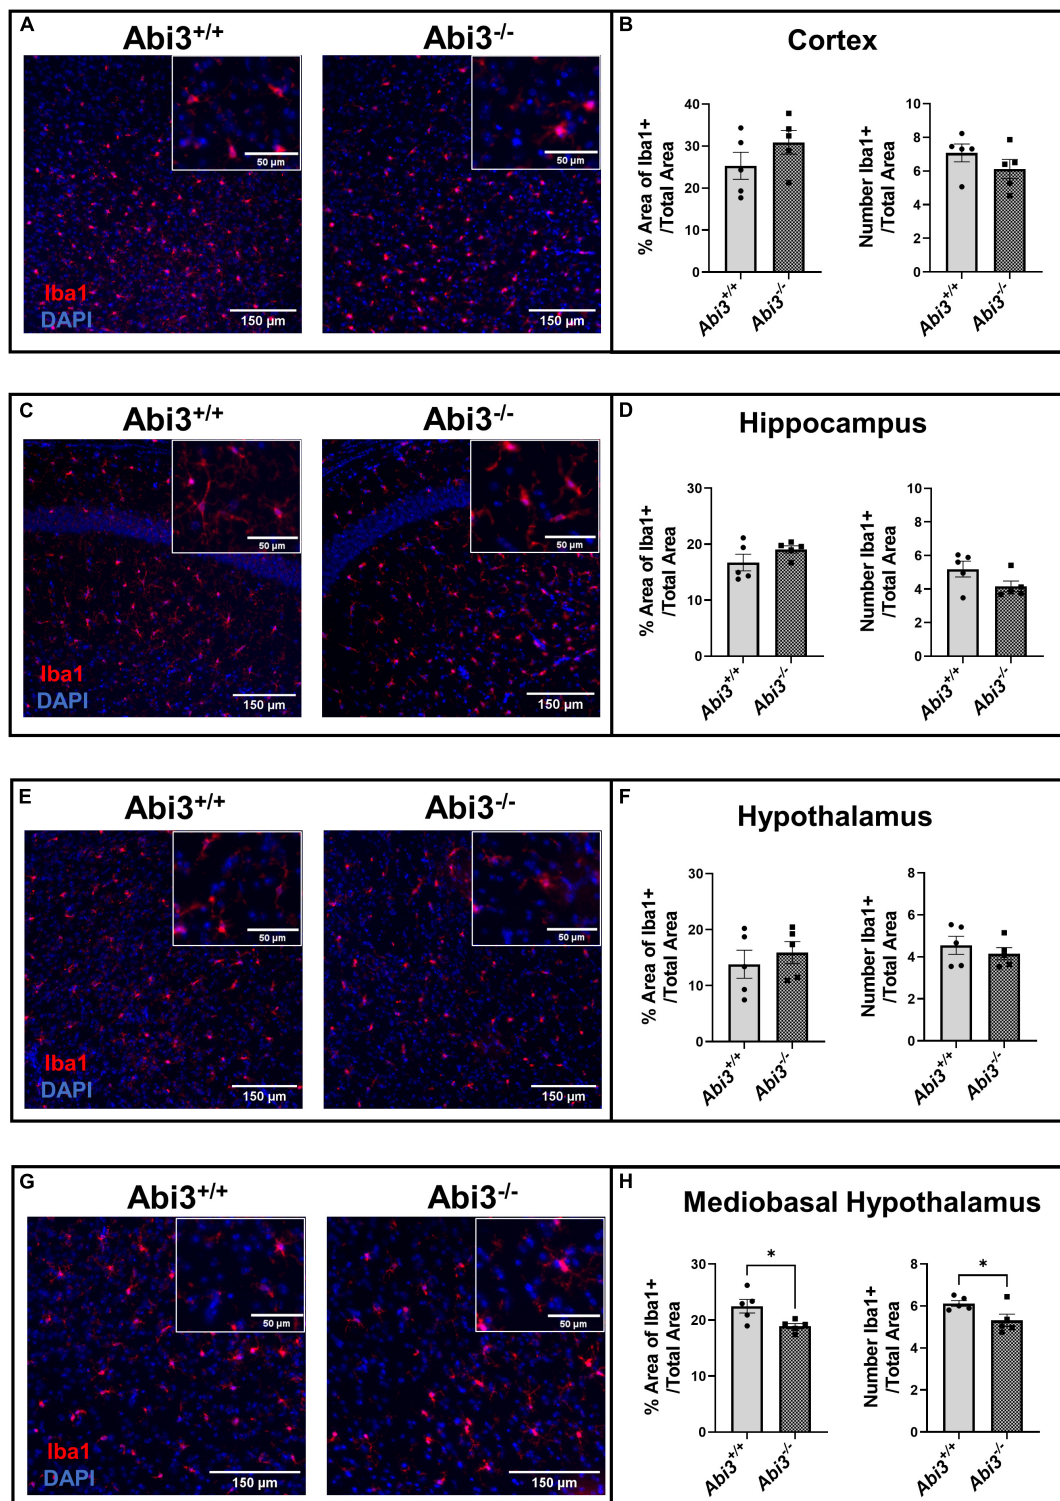 A
Abi3+/+
Abi3-/-
50 µm
50 µm
Iba1
DAPI
150 µm
150 µm
B
Cortex
% Area of Iba1+
/Total Area
40
30
20
10
0
Abi3+/+
Abi3-/-
Number Iba1+
/Total Area
10
8
6
4
2
0
Abi3+/+
Abi3-/-
C
Abi3+/+
Abi3-/-
50 µm
50 µm
Iba1
DAPI
150 µm
150 µm
D
Hippocampus
% Area of Iba1+
/Total Area
30
20
10
0
Abi3+/+
Abi3-/-
Number Iba1+
/Total Area
10
8
6
4
2
0
Abi3+/+
Abi3-/-
E
Abi3+/+
Abi3-/-
50 µm
50 µm
Iba1
DAPI
150 µm
150 µm
F
Hypothalamus
% Area of Iba1+
/Total Area
30
20
10
0
Abi3+/+
Abi3-/-
Number Iba1+
/Total Area
8
6
4
2
0
Abi3+/+
Abi3-/-
G
Abi3+/+
Abi3-/-
50 µm
50 µm
Iba1
DAPI
150 µm
150 µm
H
Mediobasal Hypothalamus
% Area of Iba1+
/Total Area
30
20
10
0
*
Abi3+/+
Abi3-/-
Number Iba1+
/Total Area
8
6
4
2
0
*
Abi3+/+
Abi3-/-